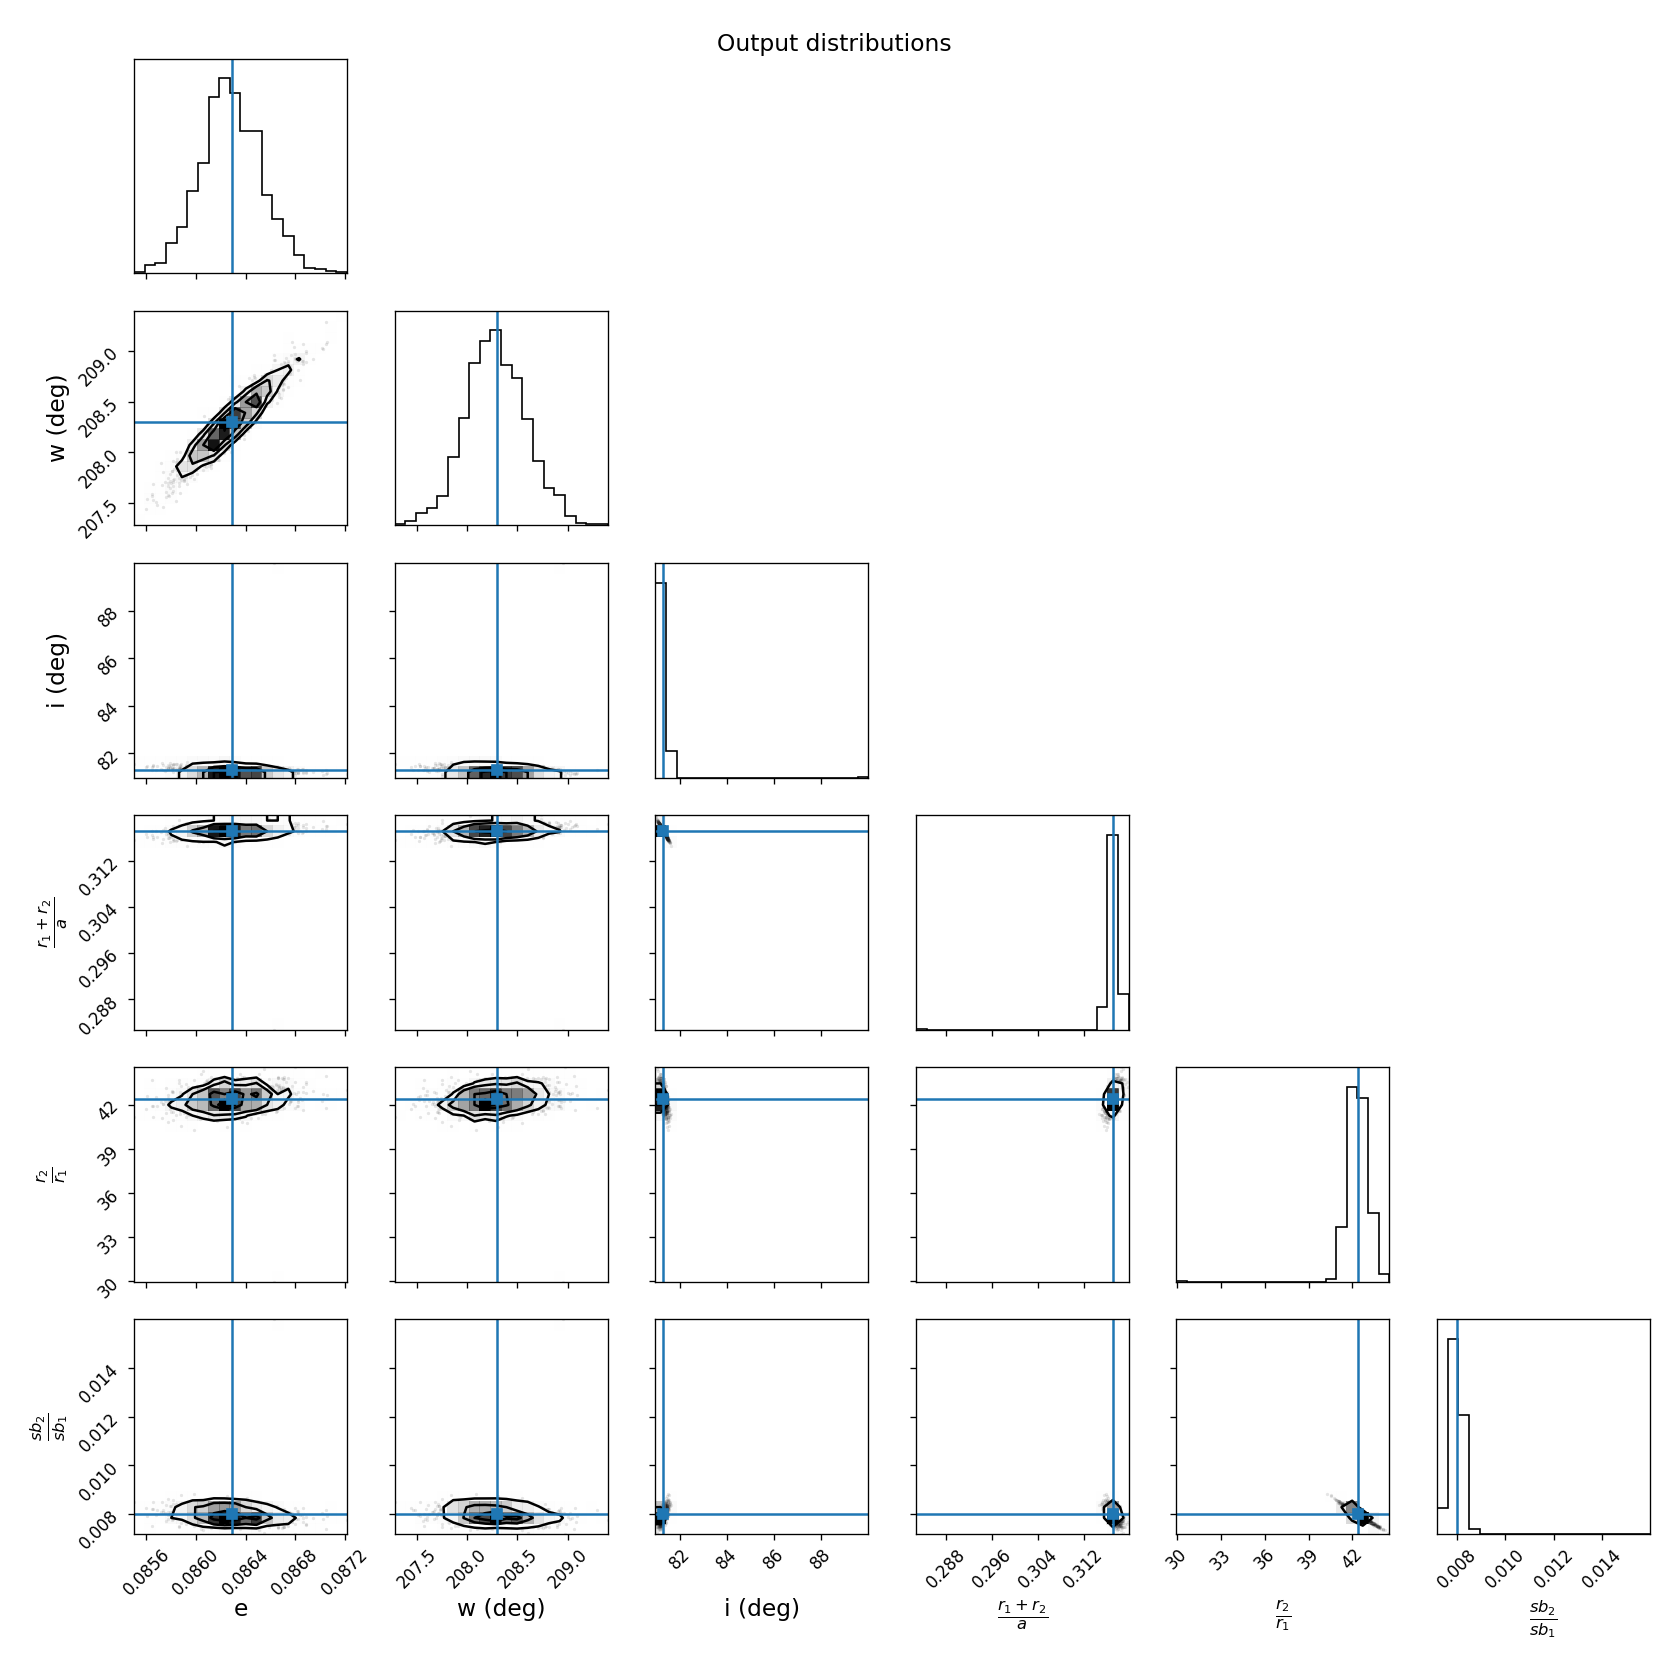 Output distributions
w (deg)
209.0
208.5
208.0
207.5
i (deg)
88
86
84
82
r₁ + r₂
a
0.312
0.304
0.296
0.288
r₂
r₁
42
39
36
33
30
sb₂
sb₁
0.014
0.012
0.010
0.008
0.0856 0.0860 0.0864 0.0868 0.0872 207.5 208.0 208.5 209.0 82 84 86 88 0.288 0.296 0.304 0.312 30 33 36 39 42 0.008 0.010 0.012 0.014
e w (deg) i (deg) r₁ + r₂ r₂ sb₂
a r₁ sb₁